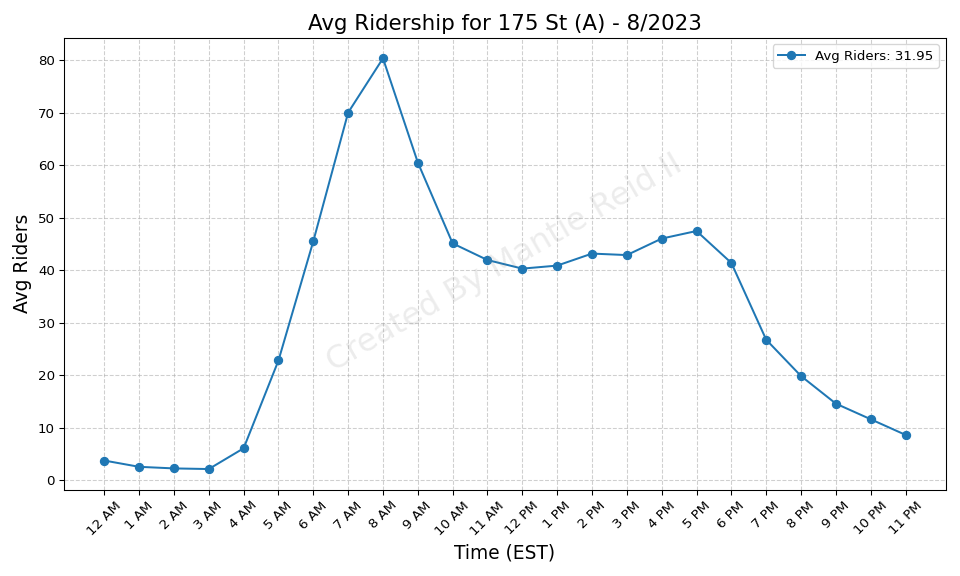 Avg Ridership for 175 St (A) - 8/2023
Avg Riders: 31.95
Avg Riders
80
70
60
50
40
30
20
10
0
Created By Mantie Reid II
12 AM
1 AM
2 AM
3 AM
4 AM
5 AM
6 AM
7 AM
8 AM
9 AM
10 AM
11 AM
12 PM
1 PM
2 PM
3 PM
4 PM
5 PM
6 PM
7 PM
8 PM
9 PM
10 PM
11 PM
Time (EST)